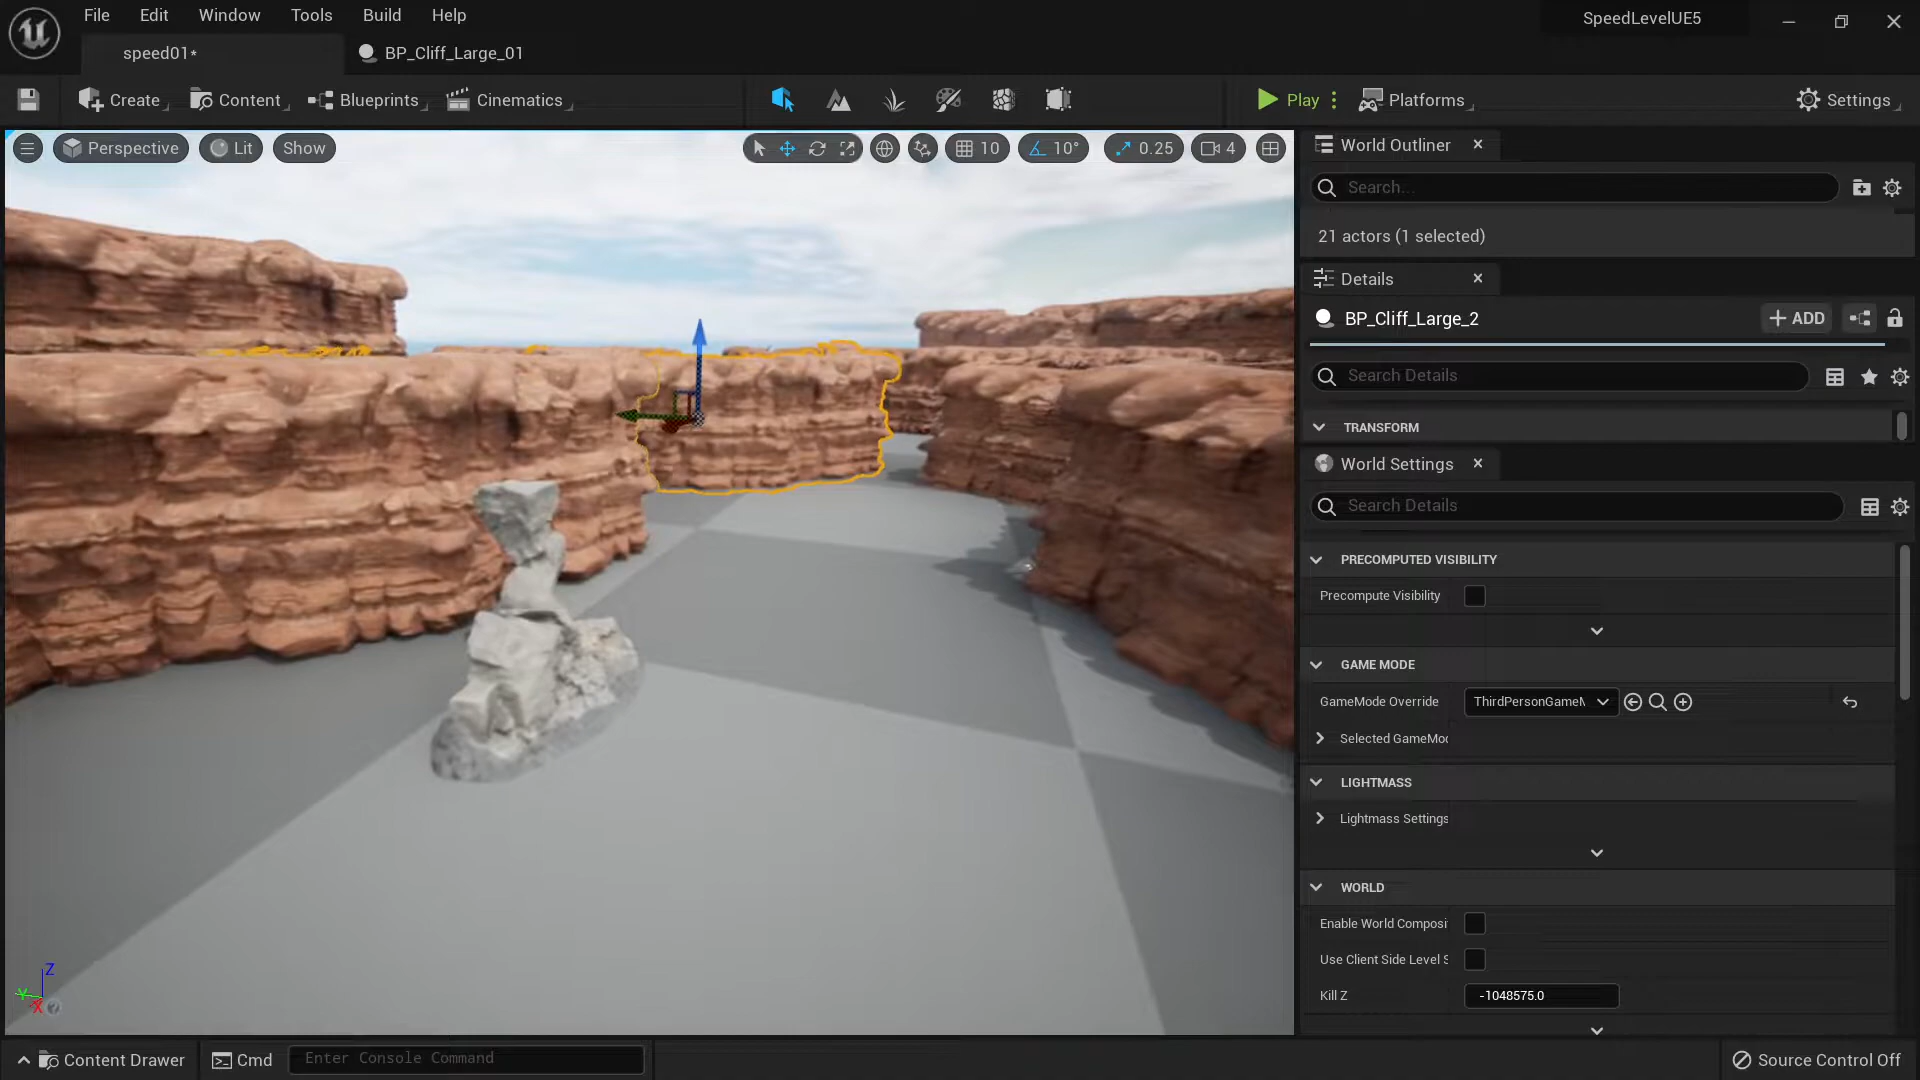 File Edit Window Tools Build Help
SpeedLevelUE5
speed01*
BP_Cliff_Large_01
Create Content Blueprints Cinematics
Play Platforms Settings
Perspective Lit Show
10 10° 0.25 4
World Outliner
Search...
21 actors (1 selected)
Details
BP_Cliff_Large_2
ADD
Search Details
TRANSFORM
World Settings
Search Details
PRECOMPUTED VISIBILITY
Precompute Visibility
GAME MODE
GameMode Override ThirdPersonGameM
Selected GameMod
LIGHTMASS
Lightmass Settings
WORLD
Enable World Composi
Use Client Side Level S
Kill Z -1048575.0
Z
Y
X
Content Drawer Cmd Enter Console Command
Source Control Off